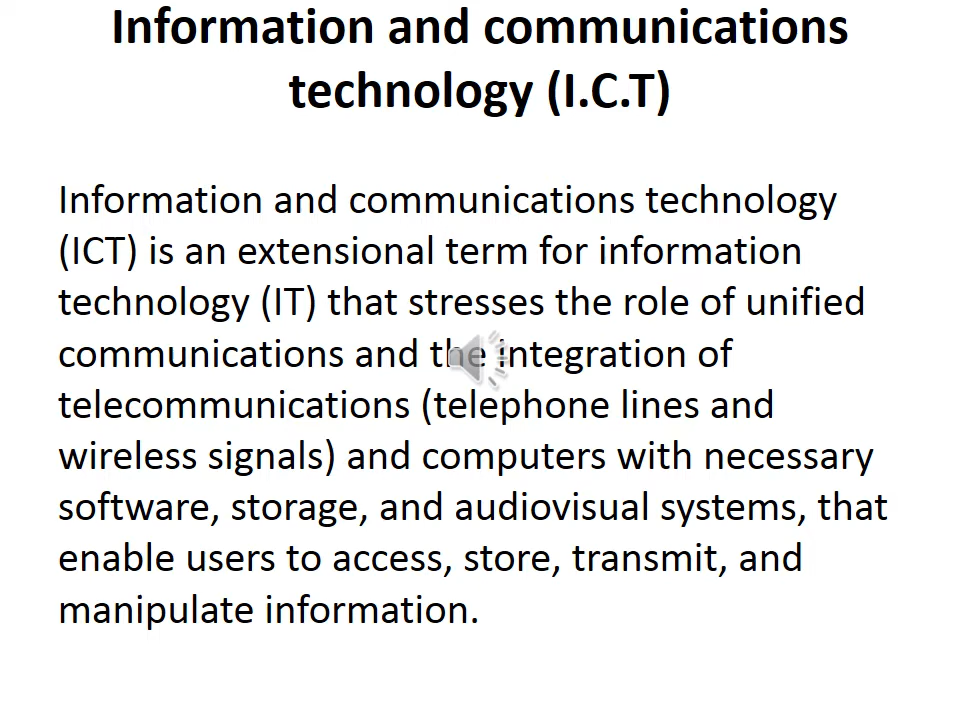 Information and communications
technology (I.C.T)
Information and communications technology
(ICT) is an extensional term for information
technology (IT) that stresses the role of unified
communications and the integration of
telecommunications (telephone lines and
wireless signals) and computers with necessary
software, storage, and audiovisual systems, that
enable users to access, store, transmit, and
manipulate information.